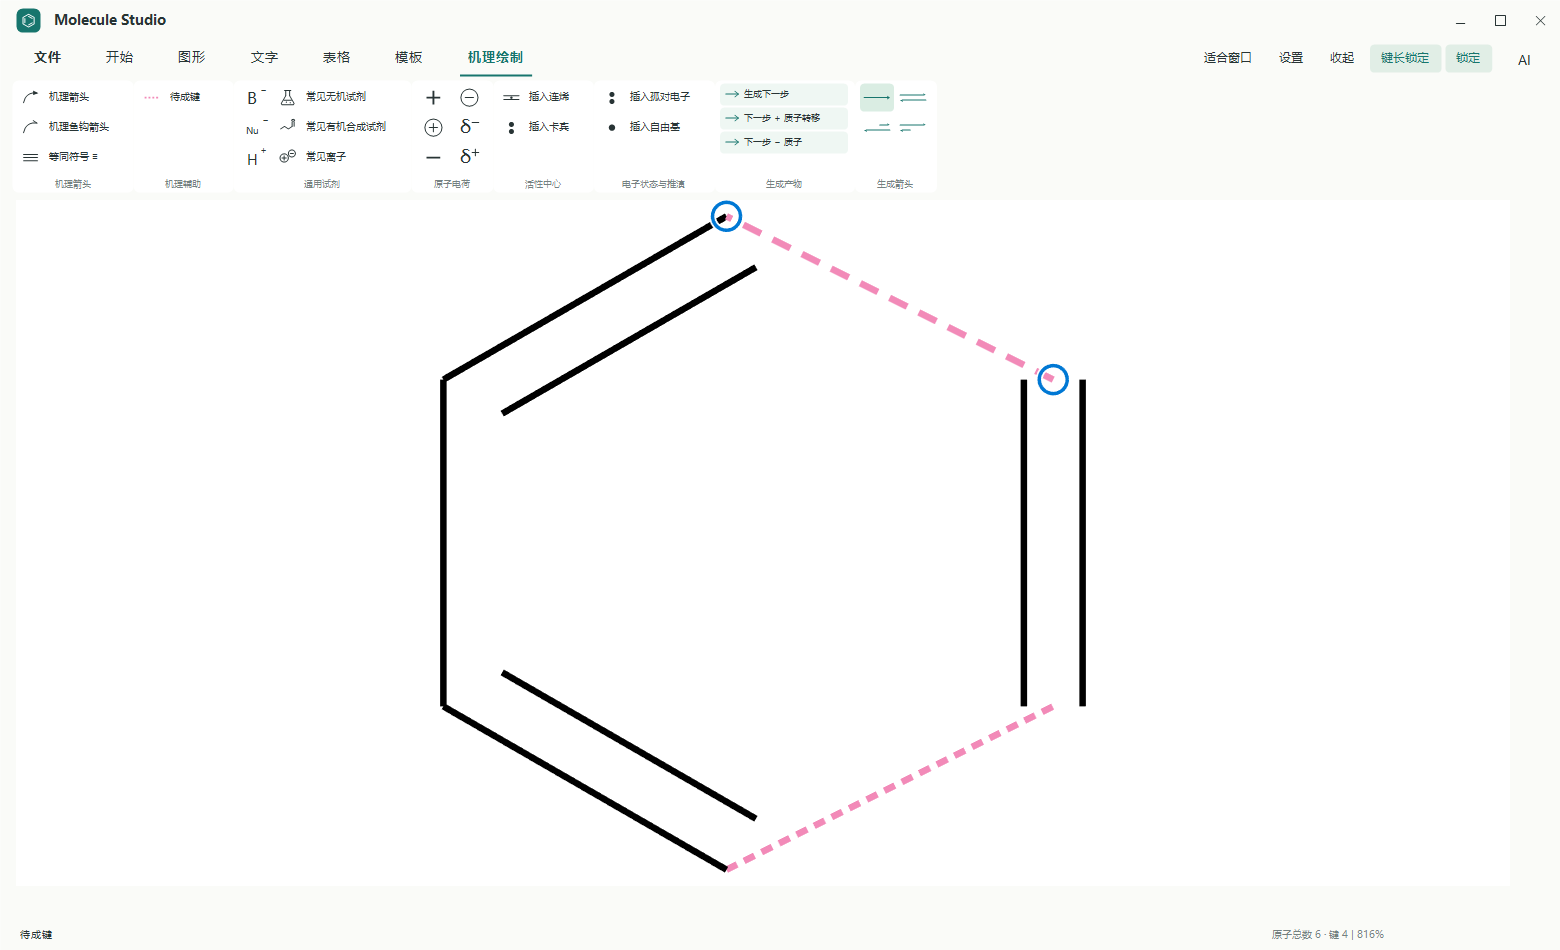 Molecule Studio
文件 开始 图形 文字 表格 模板 机理绘制 适合窗口 设置 收起 键长锁定 锁定 AI
机理箭头 待成键 B⁻ 常见无机试剂 + − 插入连烯 插入孤对电子 生成下一步
机理鱼钩箭头 Nu⁻ 常见有机合成试剂 + δ⁻ 插入卡宾 插入自由基 下一步 + 质子转移
等同符号 ≡ H⁺ 常见离子 − δ⁺ 下一步 − 质子
机理箭头 机理辅助 通用试剂 原子电荷 活性中心 电子状态与推演 生成产物 生成箭头
待成键 原子总数 6 · 键 4 | 816%